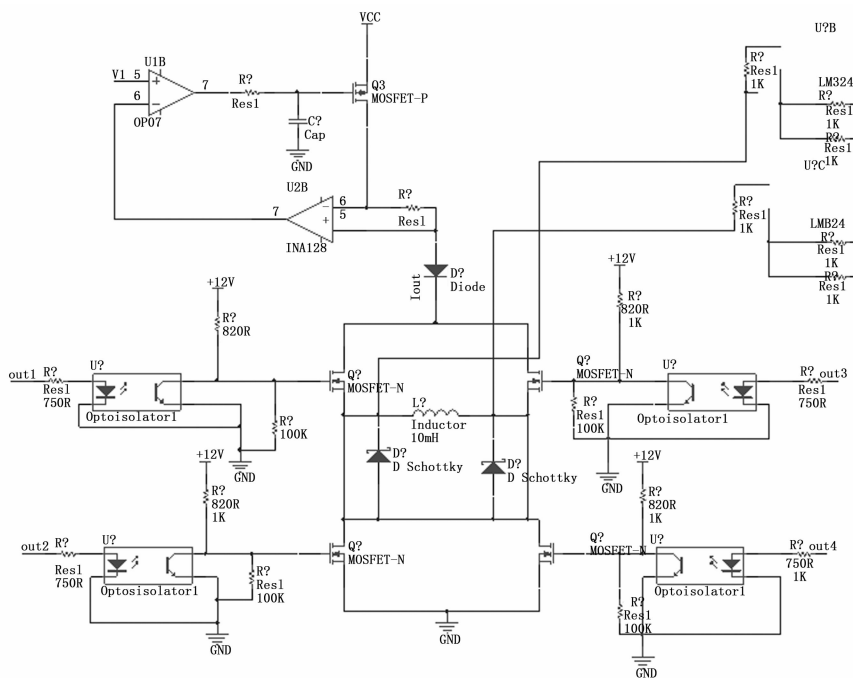 VCC
U?B
U1B
V1 5
7
R?
Res1
6
OP07
Q3
MOSFET-P
C?
Cap
GND
R?
Res1
1K
LM324
R?
Res1
1K
R?
Res1
1K
U?C
U2B
7
6
5
INA128
R?
Res1
R?
Res1
1K
LMB24
R?
Res1
1K
R?
Res1
1K
Iout
D?
Diode
+12V
R?
820R
+12V
R?
820R
1K
out1
R?
Res1
750R
U?
Optoisolator1
Q?
MOSFET-N
R?
100K
GND
L?
Inductor
10mH
Q?
MOSFET-N
R?
Res1
100K
U?
Optoisolator1
R?
Res1
750R
out3
GND
D?
D Schottky
D?
D Schottky
+12V
R?
820R
1K
+12V
R?
820R
1K
out2
R?
Res1
750R
U?
Optosisolator1
R?
Res1
100K
Q?
MOSFET-N
GND
Q?
MOSFET-N
U?
Optoisolator1
R?
750R
1K
out4
R?
Res1
100K
GND
GND